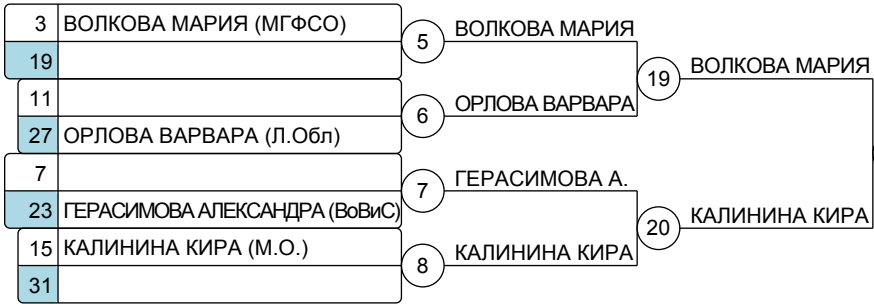 3 ВОЛКОВА МАРИЯ (МГФСО)
19
5 ВОЛКОВА МАРИЯ
11
27 ОРЛОВА ВАРВАРА (Л.Обл)
6 ОРЛОВА ВАРВАРА
19 ВОЛКОВА МАРИЯ
7
23 ГЕРАСИМОВА АЛЕКСАНДРА (ВоВиС)
7 ГЕРАСИМОВА А.
15 КАЛИНИНА КИРА (М.О.)
31
8 КАЛИНИНА КИРА
20 КАЛИНИНА КИРА